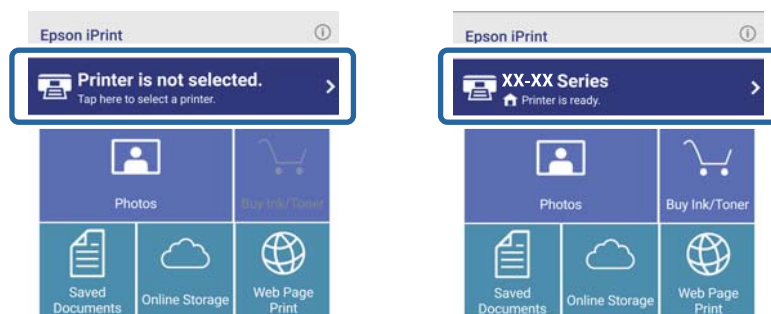 Epson iPrint
Printer is not selected.
Tap here to select a printer.
Photos
Buy Ink/Toner
Saved
Documents
Online Storage
Web Page
Print
Epson iPrint
XX-XX Series
Printer is ready.
Photos
Buy Ink/Toner
Saved
Documents
Online Storage
Web Page
Print